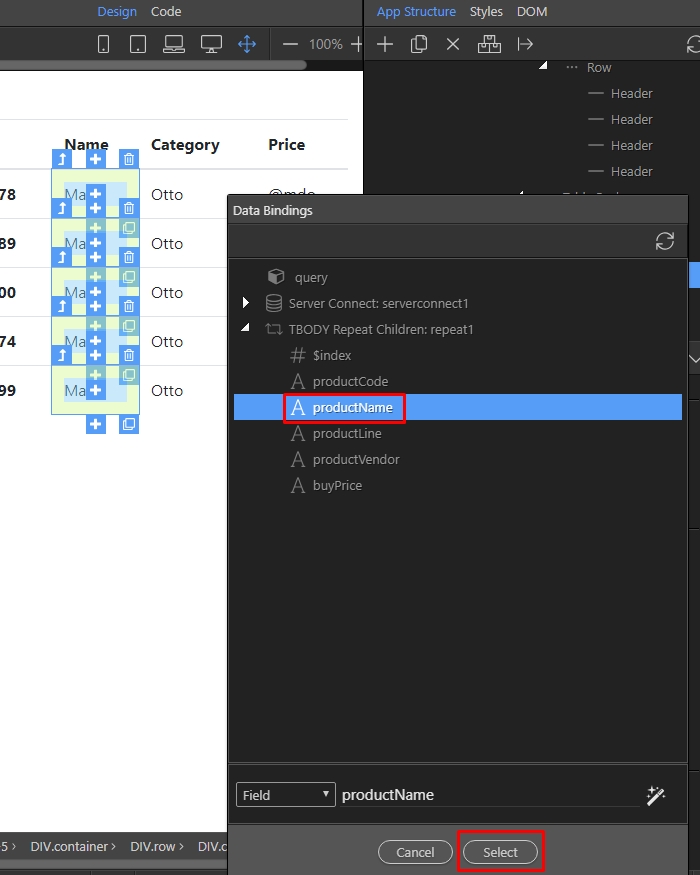 Design Code
App Structure Styles DOM
100%
Row
Header
Header
Header
Header
Name Category Price
78 Ma Otto @mdo
89 Ma Otto
00 Ma Otto
74 Ma Otto
99 Ma Otto
Data Bindings
query
Server Connect: serverconnect1
TBODY Repeat Children: repeat1
# $index
A productCode
A productName
A productLine
A productVendor
A buyPrice
Field productName
5 › DIV.container › DIV.row › DIV.c
Cancel Select